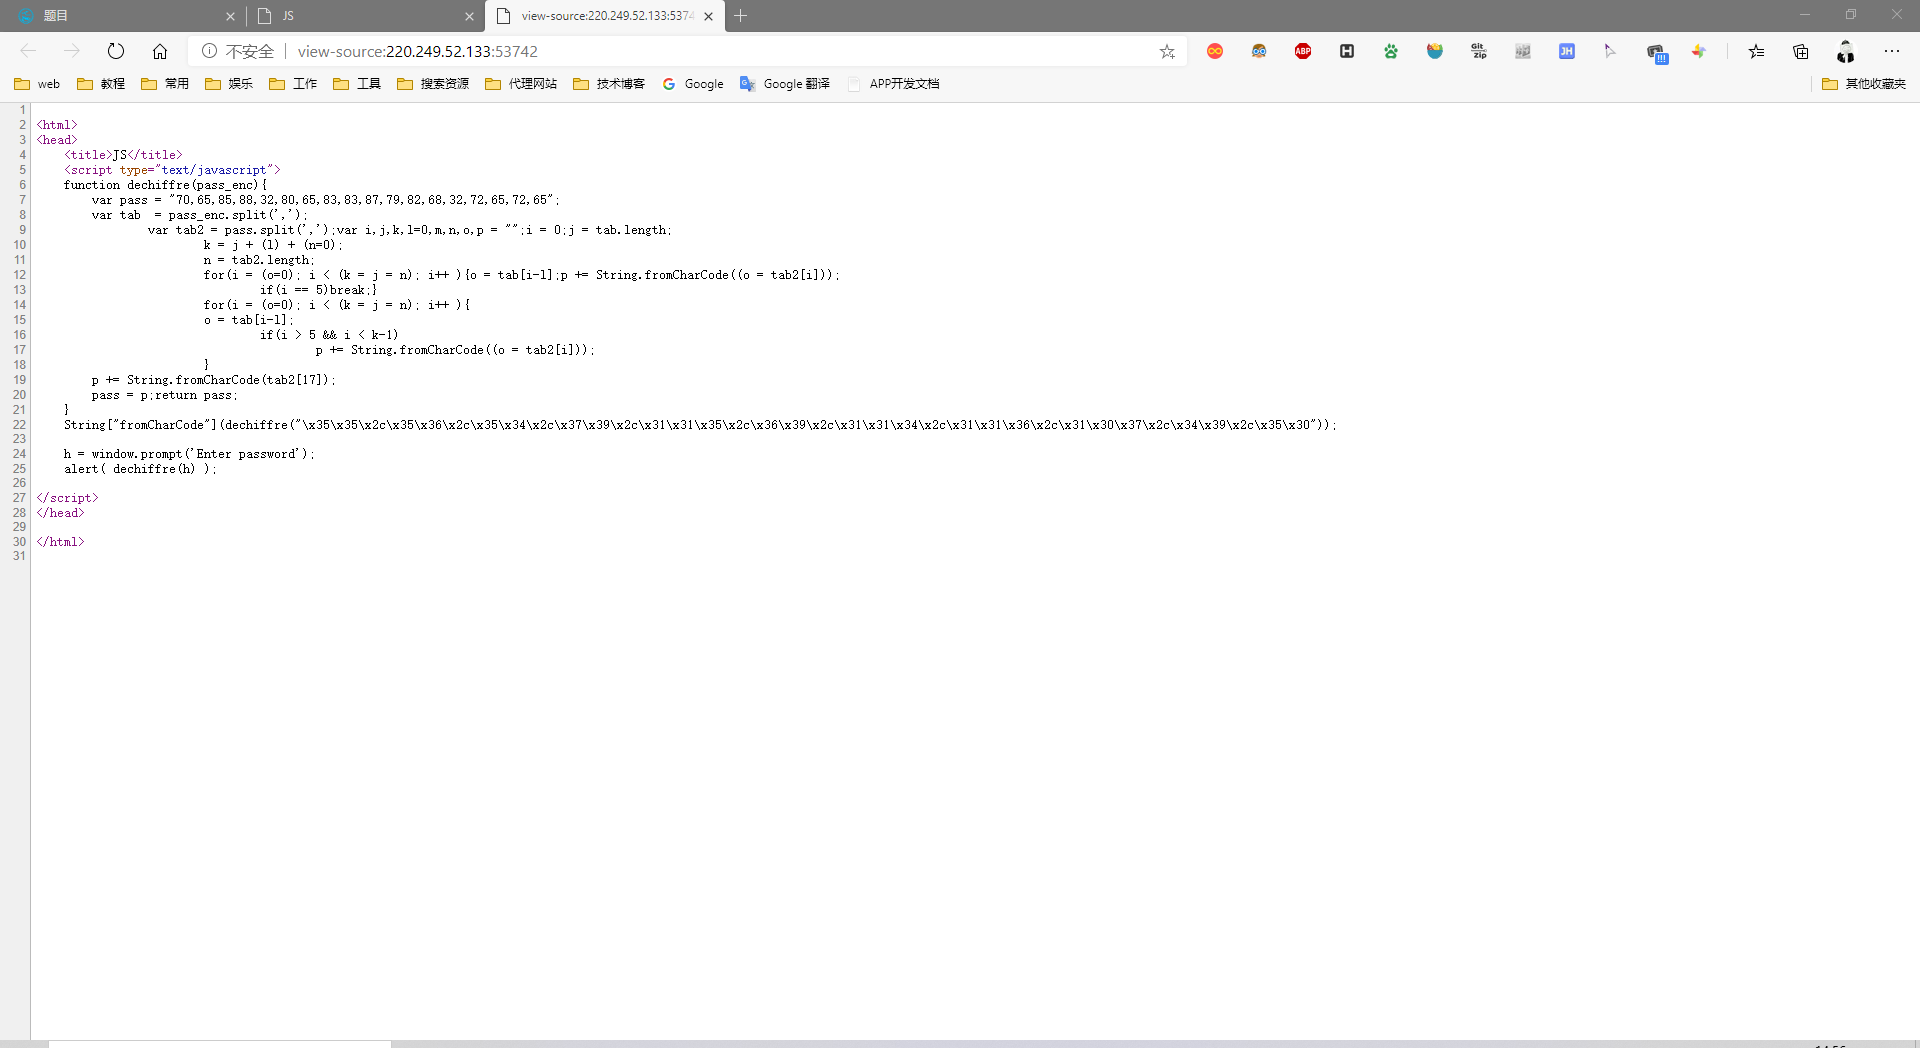 题目
JS
view-source:220.249.52.133:5374
不安全 view-source:220.249.52.133:53742
web 教程 常用 娱乐 工作 工具 搜索资源 代理网站 技术博客 Google Google 翻译 APP开发文档 其他收藏夹
1
2 <html>
3 <head>
4 <title>JS</title>
5 <script type="text/javascript">
6 function dechiffre(pass_enc){
7 var pass = "70,65,85,88,32,80,65,83,83,87,79,82,68,32,72,65,72,65";
8 var tab  = pass_enc.split(',');
9 var tab2 = pass.split(',');var i,j,k,l=0,m,n,o,p = "";i = 0;j = tab.length;
10 k = j + (l) + (n=0);
11 n = tab2.length;
12 for(i = (o=0); i < (k = j = n); i++ ){o = tab[i-l];p += String.fromCharCode((o = tab2[i]));
13 if(i == 5)break;}
14 for(i = (o=0); i < (k = j = n); i++ ){
15 o = tab[i-l];
16 if(i > 5 && i < k-1)
17 p += String.fromCharCode((o = tab2[i]));
18 }
19 p += String.fromCharCode(tab2[17]);
20 pass = p;return pass;
21 }
22 String["fromCharCode"](dechiffre("\x35\x35\x2c\x35\x36\x2c\x35\x34\x2c\x37\x39\x2c\x31\x31\x35\x2c\x36\x39\x2c\x31\x31\x34\x2c\x31\x31\x36\x2c\x31\x30\x37\x2c\x34\x39\x2c\x35\x30"));
23
24 h = window.prompt('Enter password');
25 alert( dechiffre(h) );
26
27 </script>
28 </head>
29
30 </html>
31